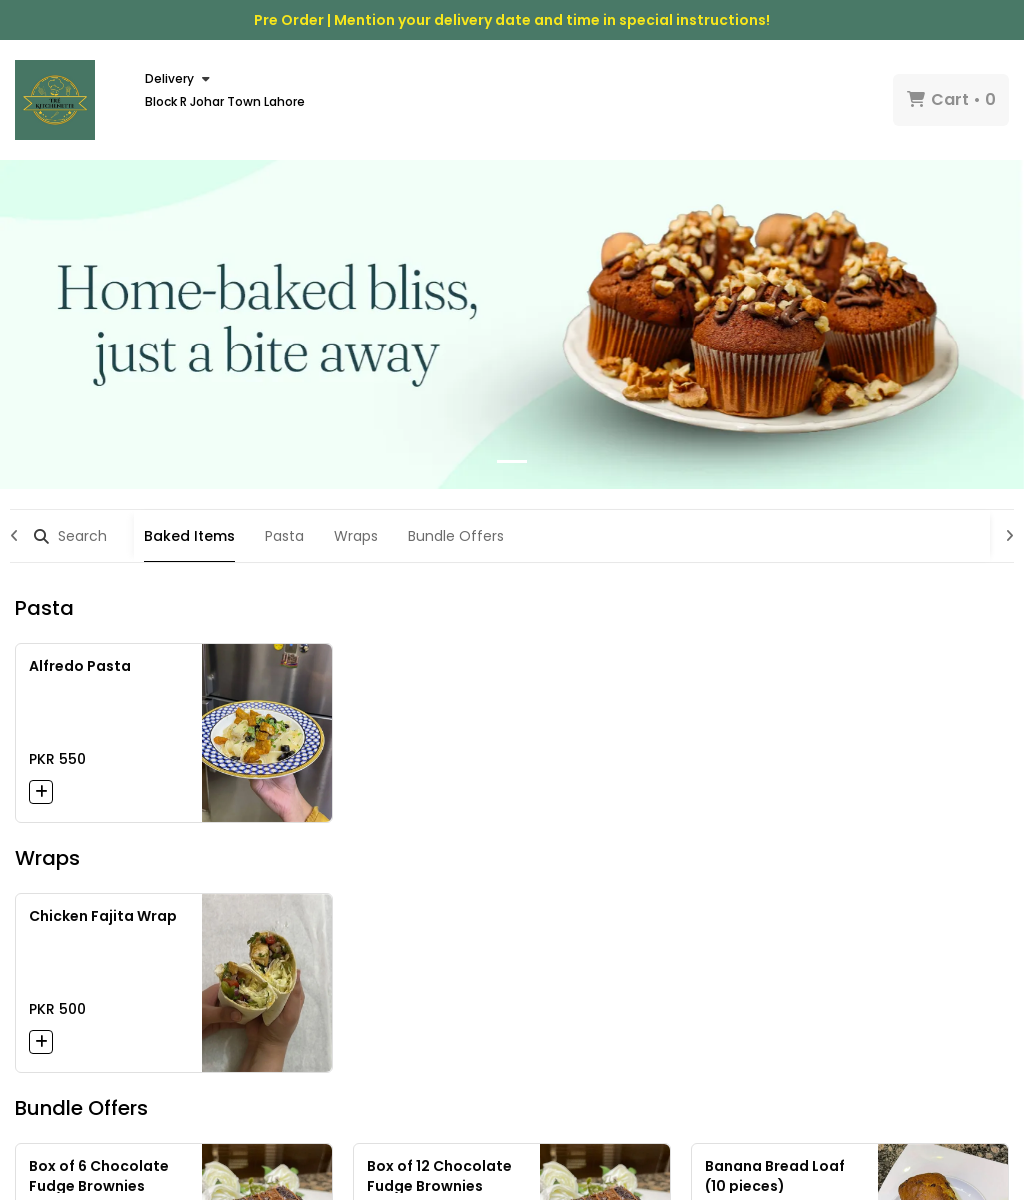 Pre Order | Mention your delivery date and time in special instructions!
THE
KITCHENETTE
Delivery
Block R Johar Town Lahore
Cart • 0
Home-baked bliss,
just a bite away
Search
Baked Items
Pasta
Wraps
Bundle Offers
Pasta
Alfredo Pasta
PKR 550
Wraps
Chicken Fajita Wrap
PKR 500
Bundle Offers
Box of 6 Chocolate
Fudge Brownies
Box of 12 Chocolate
Fudge Brownies
Banana Bread Loaf
(10 pieces)